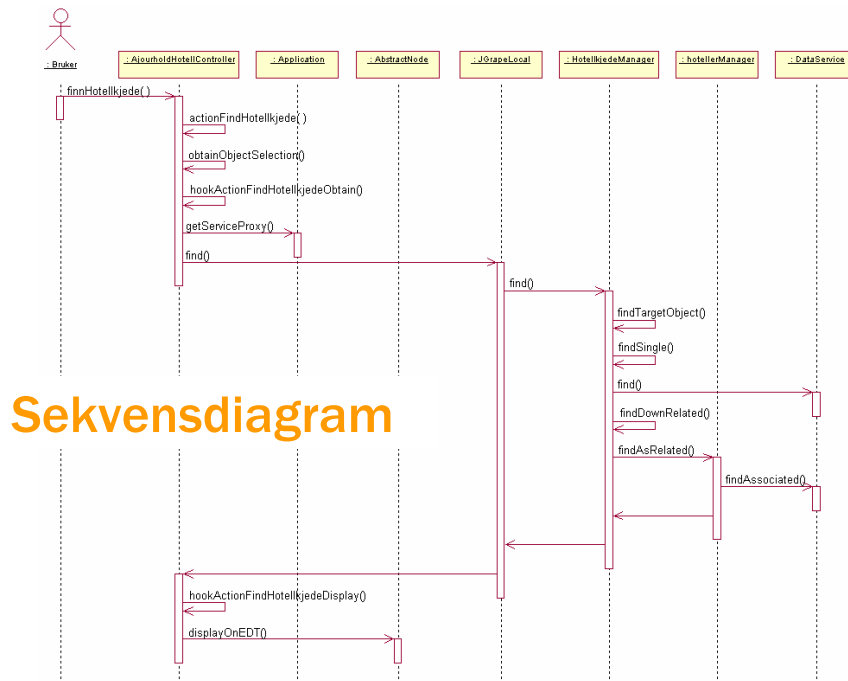 : Bruker
: AjourholdHotellController
: Application
: AbstractNode
: JGrapeLocal
: HotellkjedeManager
: hotellerManager
: DataService
finnHotellkjede( )
actionFindHotellkjede( )
obtainObjectSelection()
hookActionFindHotellkjedeObtain()
getServiceProxy()
find()
find()
findTargetObject()
findSingle()
find()
Sekvensdiagram
findDownRelated()
findAsRelated()
findAssociated()
hookActionFindHotellkjedeDisplay()
displayOnEDT()